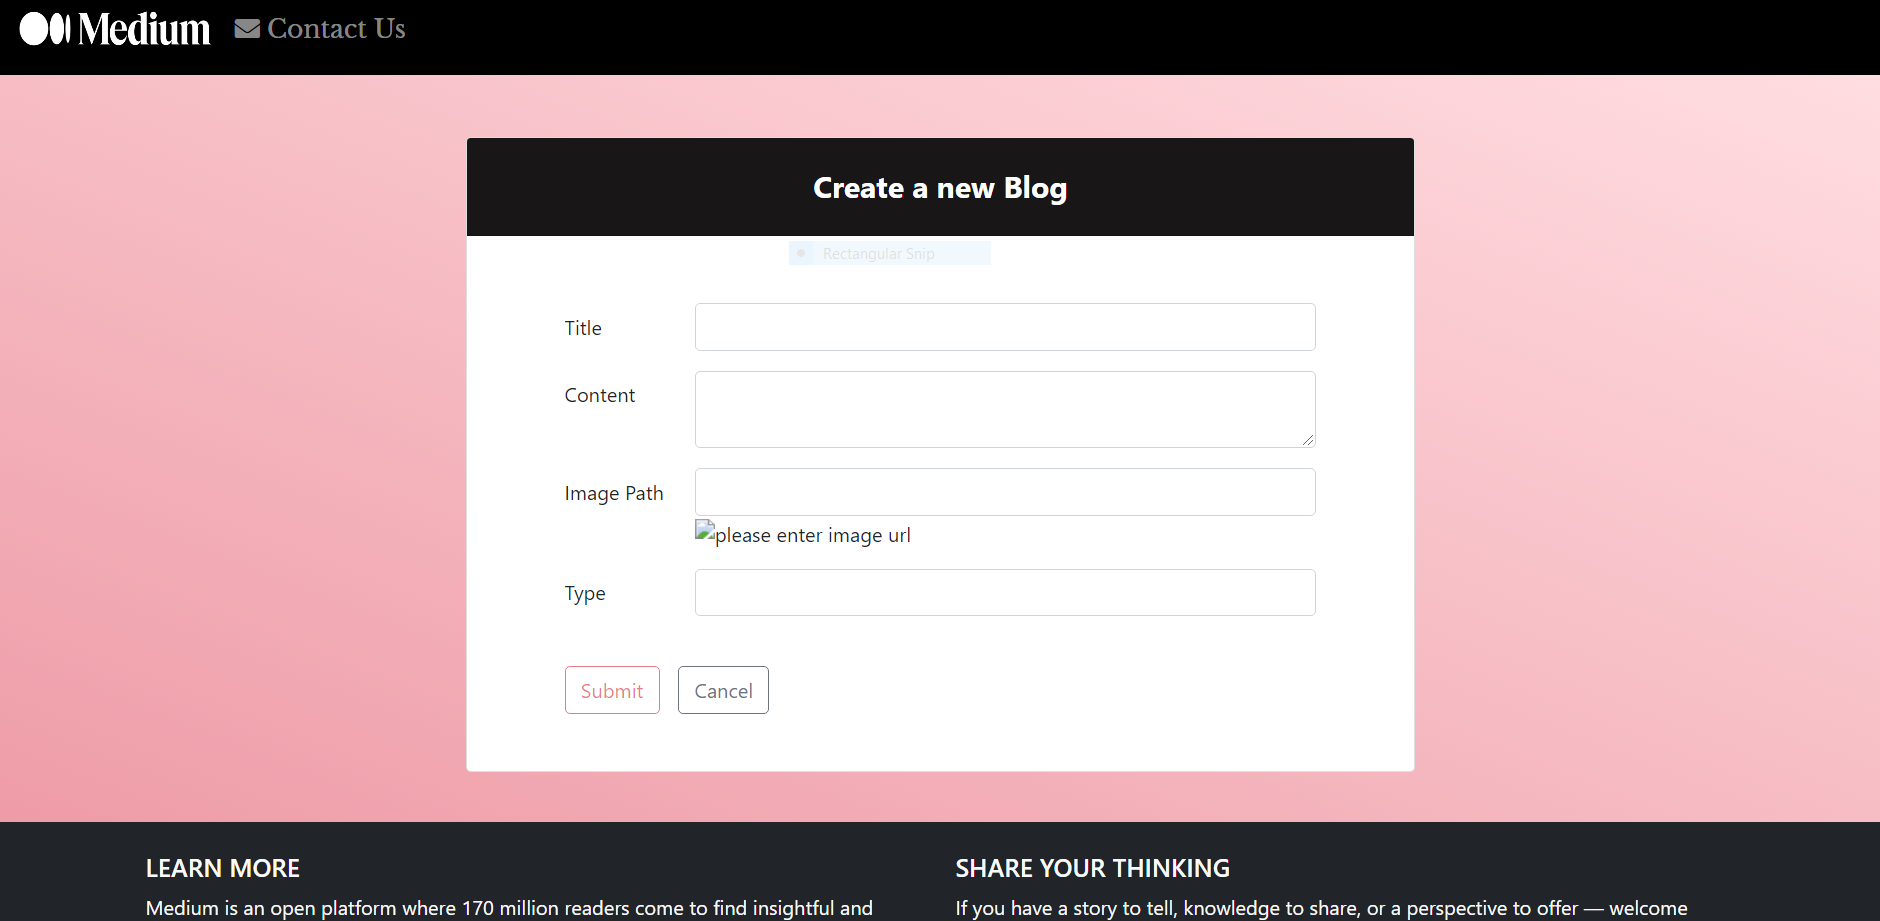 Medium Contact Us
Create a new Blog
Rectangular Snip
Title
Content
Image Path
please enter image url
Type
Submit Cancel
LEARN MORE
Medium is an open platform where 170 million readers come to find insightful and
SHARE YOUR THINKING
If you have a story to tell, knowledge to share, or a perspective to offer — welcome